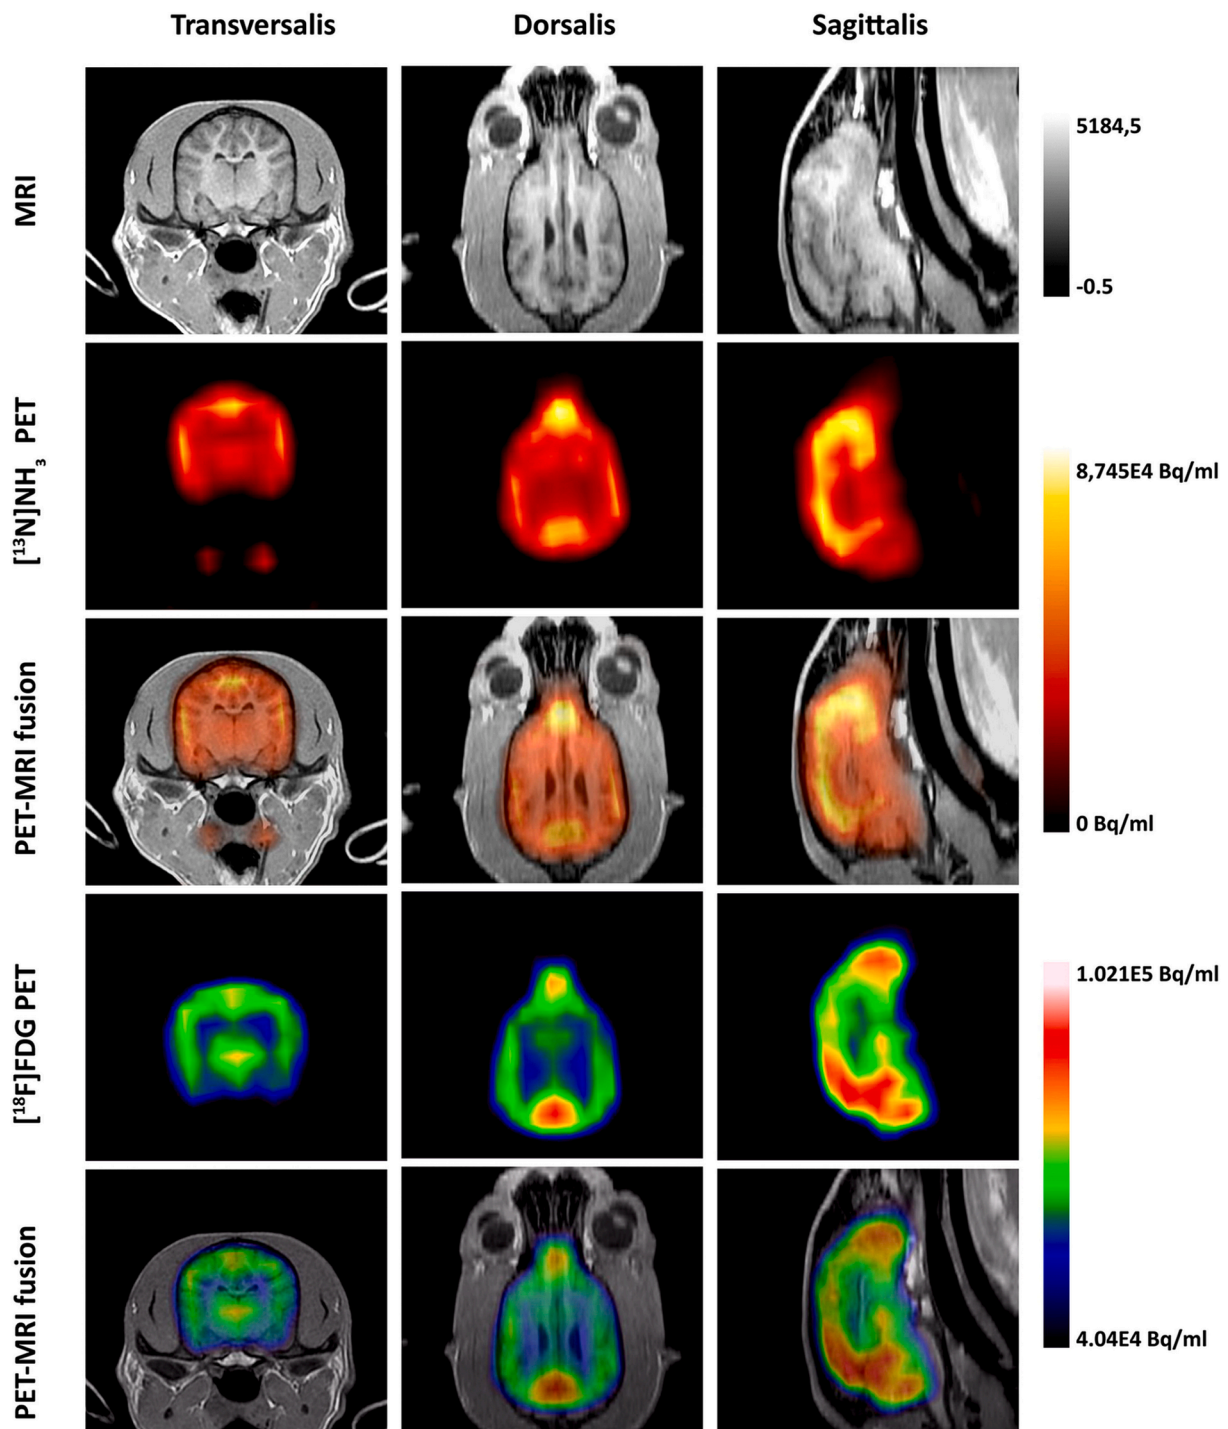 Transversalis
Dorsalis
Sagittalis
MRI
5184,5
-0.5
[¹³N]NH₃ PET
8,745E4 Bq/ml
PET-MRI fusion
0 Bq/ml
[¹⁸F]FDG PET
1.021E5 Bq/ml
PET-MRI fusion
4.04E4 Bq/ml